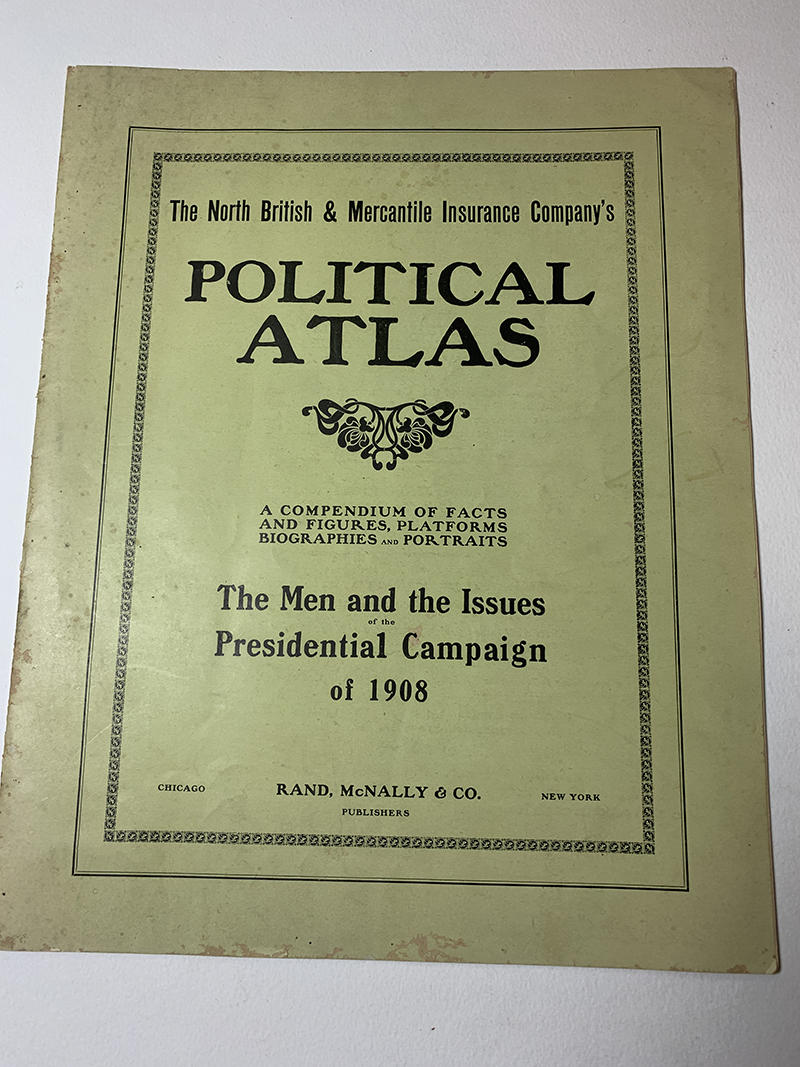 The North British & Mercantile Insurance Company's
POLITICAL
ATLAS
A COMPENDIUM OF FACTS
AND FIGURES, PLATFORMS
BIOGRAPHIES AND PORTRAITS
The Men and the Issues
of the
Presidential Campaign
of 1908
CHICAGO RAND, McNALLY & CO. NEW YORK
PUBLISHERS